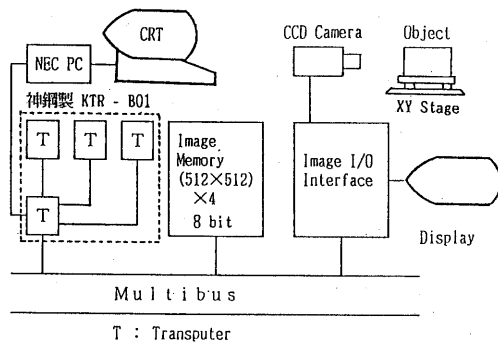 CRT
NEC PC
CCD Camera
Object
XY Stage
神鋼製 KTR - B01
T
T
T
T
Image
Memory
(512×512)
×4
8 bit
Image I/O
Interface
Display
Multibus
T : Transputer